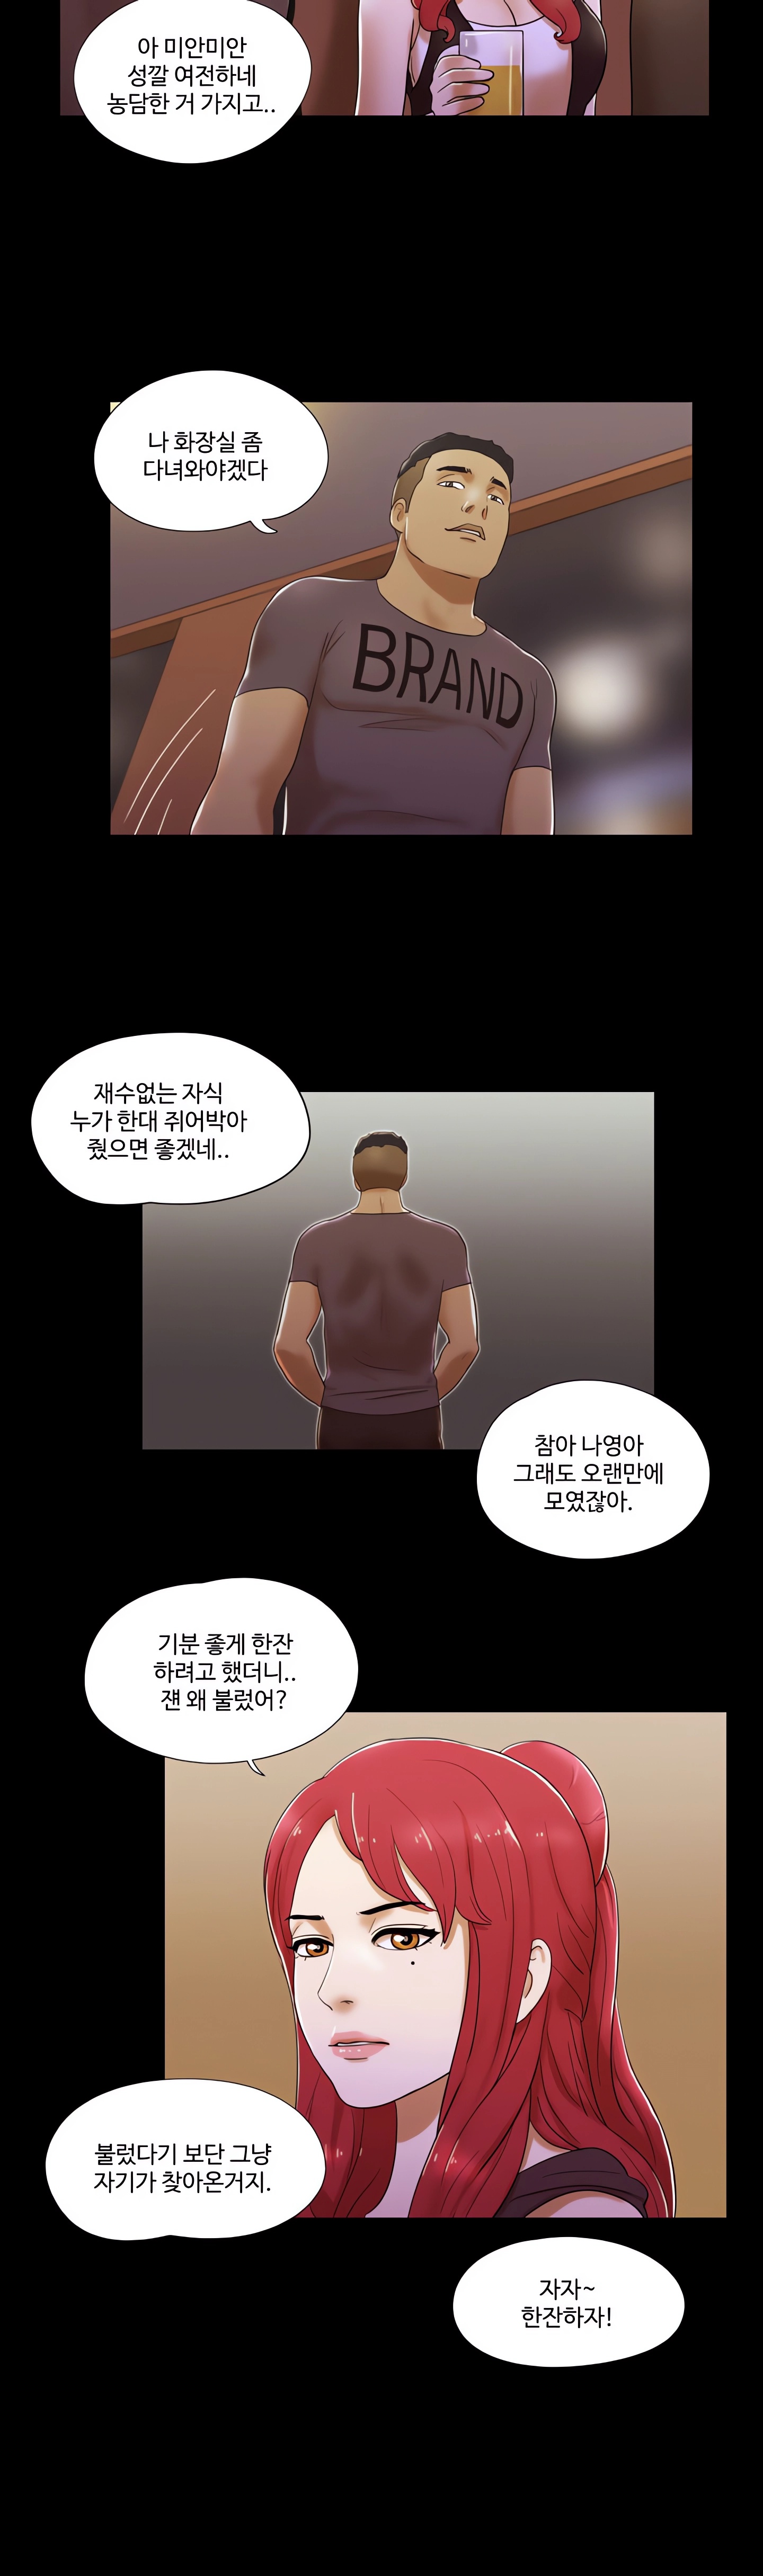 아 미안미안
성깔 여전하네
농담한 거 가지고..
나 화장실 좀
다녀와야겠다
BRAND
재수없는 자식
누가 한대 쥐어박아
줬으면 좋겠네..
참아 나영아
그래도 오랜만에
모였잖아.
기분 좋게 한잔
하려고 했더니..
쟨 왜 불렀어?
불렀다기 보단 그냥
자기가 찾아온거지.
자자~
한잔하자!